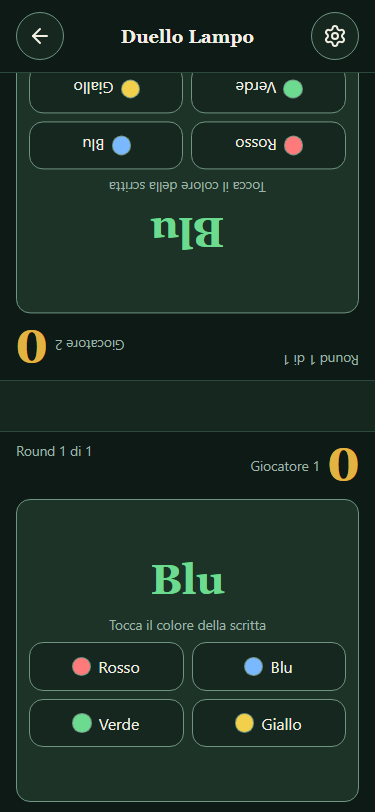 Duello Lampo
Giallo Verde
Blu Rosso
Tocca il colore della scritta
Blu
0 Giocatore 2 Round 1 di 1
Round 1 di 1 Giocatore 1 0
Blu
Tocca il colore della scritta
Rosso Blu
Verde Giallo